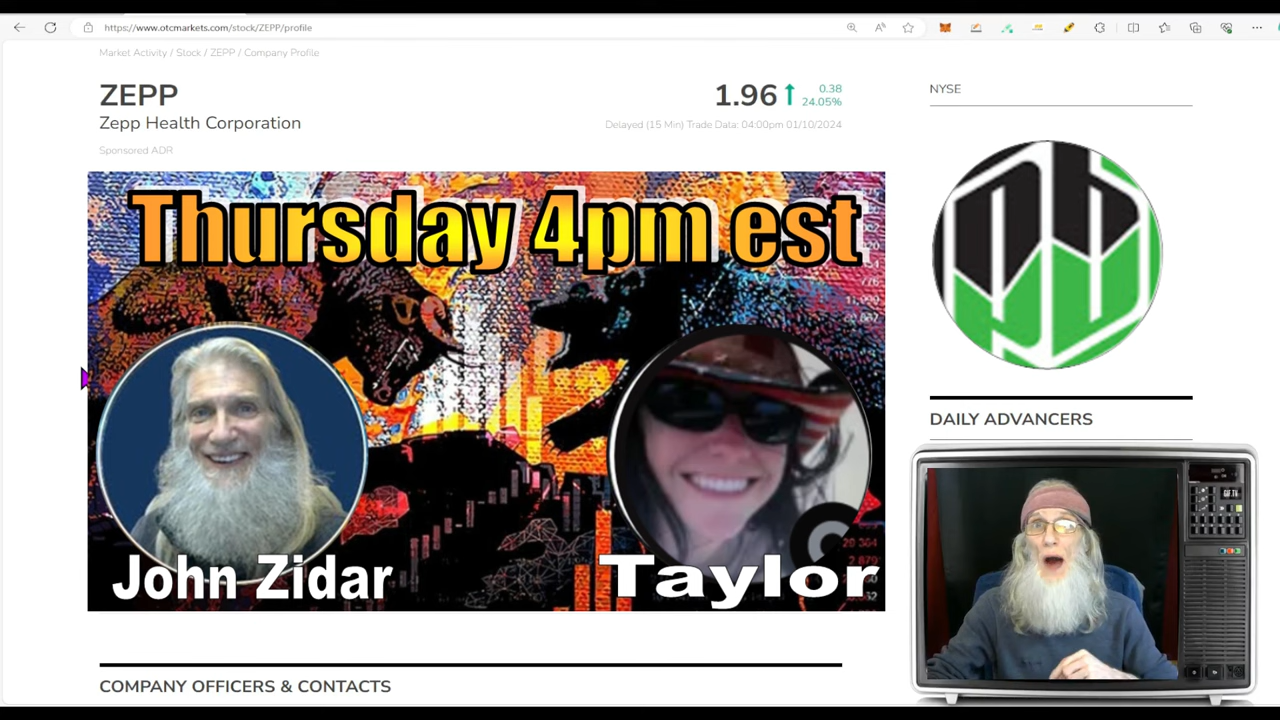 https://www.otcmarkets.com/stock/ZEPP/profile
Market Activity / Stock / ZEPP / Company Profile
ZEPP
1.96
0.38
24.05%
Zepp Health Corporation
Delayed (15 Min) Trade Data: 04:00pm 01/10/2024
Sponsored ADR
NYSE
Thursday 4pm est
John Zidar
Taylor
DAILY ADVANCERS
GIF.TV
COMPANY OFFICERS & CONTACTS